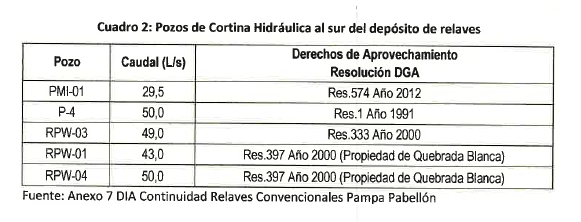 Cuadro 2: Pozos de Cortina Hidráulica al sur del depósito de relaves
Pozo Caudal (L/s) Derechos de Aprovechamiento Resolución DGA
PMI-01 29,5 Res.574 Año 2012
P-4 50,0 Res.1 Año 1991
RPW-03 49,0 Res.333 Año 2000
RPW-01 43,0 Res.397 Año 2000 (Propiedad de Quebrada Blanca)
RPW-04 50,0 Res.397 Año 2000 (Propiedad de Quebrada Blanca)
Fuente: Anexo 7 DIA Continuidad Relaves Convencionales Pampa Pabellón